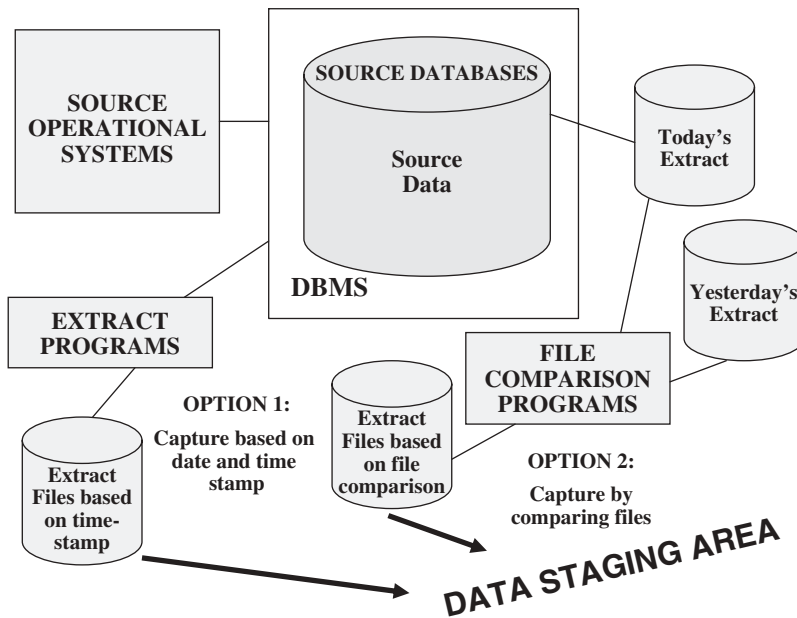 SOURCE
OPERATIONAL
SYSTEMS
SOURCE DATABASES
Source
Data
DBMS
Today's
Extract
Yesterday's
Extract
EXTRACT
PROGRAMS
FILE
COMPARISON
PROGRAMS
OPTION 1:
Capture based on
date and time
stamp
Extract
Files based
on time-
stamp
Extract
Files based
on file
comparison
OPTION 2:
Capture by
comparing files
DATA STAGING AREA